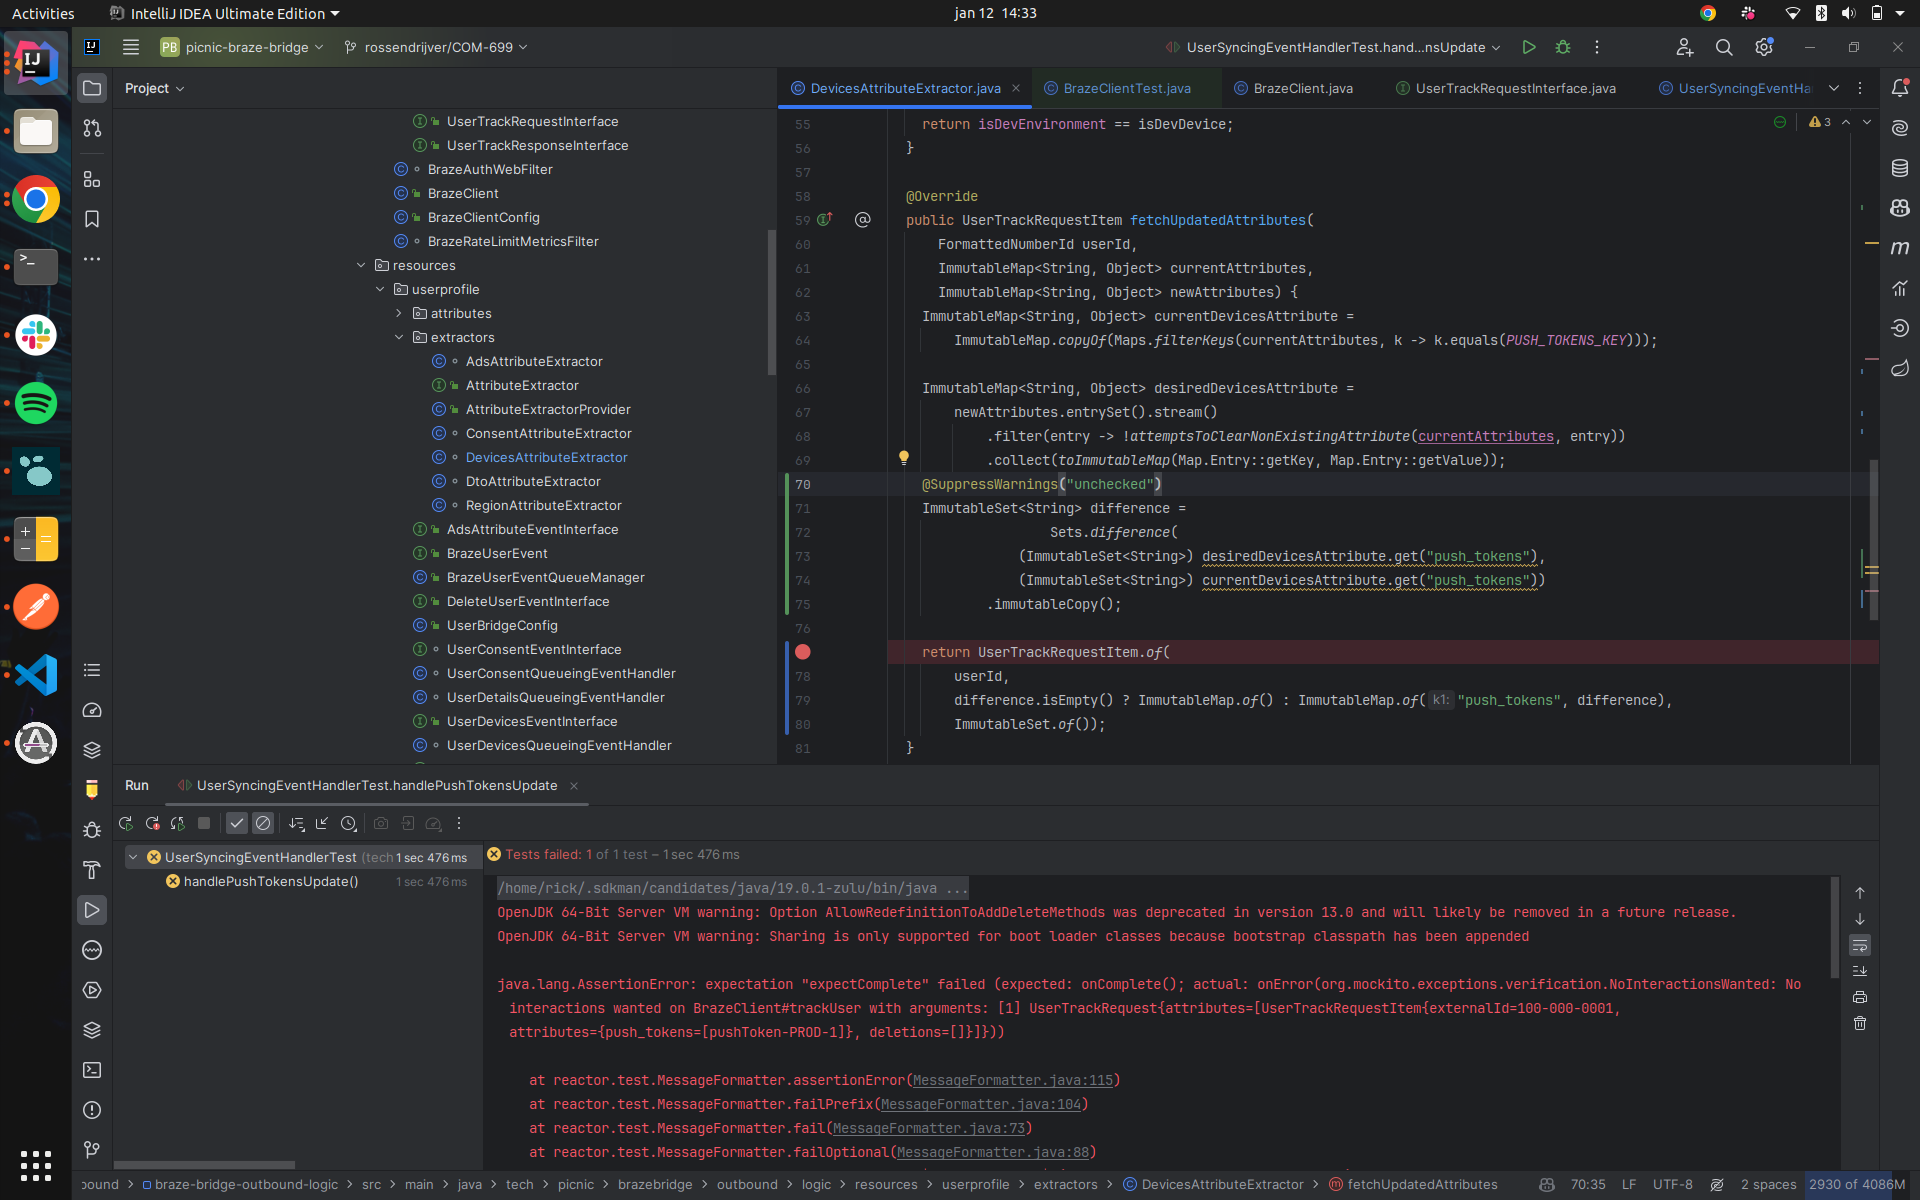 Activities
IntelliJ IDEA Ultimate Edition
jan 12 14:33
PB picnic-braze-bridge
rossendrijver/COM-699
UserSyncingEventHandlerTest.hand...nsUpdate
Project
DevicesAttributeExtractor.java
BrazeClientTest.java
BrazeClient.java
UserTrackRequestInterface.java
UserSyncingEventHa
UserTrackRequestInterface
UserTrackResponseInterface
BrazeAuthWebFilter
BrazeClient
BrazeClientConfig
BrazeRateLimitMetricsFilter
resources
userprofile
attributes
extractors
AdsAttributeExtractor
AttributeExtractor
AttributeExtractorProvider
ConsentAttributeExtractor
DevicesAttributeExtractor
DtoAttributeExtractor
RegionAttributeExtractor
AdsAttributeEventInterface
BrazeUserEvent
BrazeUserEventQueueManager
DeleteUserEventInterface
UserBridgeConfig
UserConsentEventInterface
UserConsentQueueingEventHandler
UserDetailsQueueingEventHandler
UserDevicesEventInterface
UserDevicesQueueingEventHandler
3
55 return isDevEnvironment == isDevDevice;
56 }
57
58 @Override
59 public UserTrackRequestItem fetchUpdatedAttributes(
60 FormattedNumberId userId,
61 ImmutableMap<String, Object> currentAttributes,
62 ImmutableMap<String, Object> newAttributes) {
63 ImmutableMap<String, Object> currentDevicesAttribute =
64 ImmutableMap.copyOf(Maps.filterKeys(currentAttributes, k -> k.equals(PUSH_TOKENS_KEY)));
65
66 ImmutableMap<String, Object> desiredDevicesAttribute =
67 newAttributes.entrySet().stream()
68 .filter(entry -> !attemptsToClearNonExistingAttribute(currentAttributes, entry))
69 .collect(toImmutableMap(Map.Entry::getKey, Map.Entry::getValue));
70 @SuppressWarnings("unchecked")
71 ImmutableSet<String> difference =
72 Sets.difference(
73 (ImmutableSet<String>) desiredDevicesAttribute.get("push_tokens"),
74 (ImmutableSet<String>) currentDevicesAttribute.get("push_tokens"))
75 .immutableCopy();
76
return UserTrackRequestItem.of(
78 userId,
79 difference.isEmpty() ? ImmutableMap.of() : ImmutableMap.of( k1: "push_tokens", difference),
80 ImmutableSet.of());
81 }
Run
UserSyncingEventHandlerTest.handlePushTokensUpdate
UserSyncingEventHandlerTest (tech 1 sec 476 ms
handlePushTokensUpdate() 1 sec 476 ms
Tests failed: 1 of 1 test – 1 sec 476 ms
/home/rick/.sdkman/candidates/java/19.0.1-zulu/bin/java ...
OpenJDK 64-Bit Server VM warning: Option AllowRedefinitionToAddDeleteMethods was deprecated in version 13.0 and will likely be removed in a future release.
OpenJDK 64-Bit Server VM warning: Sharing is only supported for boot loader classes because bootstrap classpath has been appended
java.lang.AssertionError: expectation "expectComplete" failed (expected: onComplete(); actual: onError(org.mockito.exceptions.verification.NoInteractionsWanted: No
interactions wanted on BrazeClient#trackUser with arguments: [1] UserTrackRequest{attributes=[UserTrackRequestItem{externalId=100-000-0001,
attributes={push_tokens=[pushToken-PROD-1]}, deletions=[]}]}))
at reactor.test.MessageFormatter.assertionError(MessageFormatter.java:115)
at reactor.test.MessageFormatter.failPrefix(MessageFormatter.java:104)
at reactor.test.MessageFormatter.fail(MessageFormatter.java:73)
at reactor.test.MessageFormatter.failOptional(MessageFormatter.java:88)
ound > braze-bridge-outbound-logic > src > main > java > tech > picnic > brazebridge > outbound > logic > resources > userprofile > extractors > DevicesAttributeExtractor > fetchUpdatedAttributes
70:35 LF UTF-8 2 spaces 2930 of 4086M